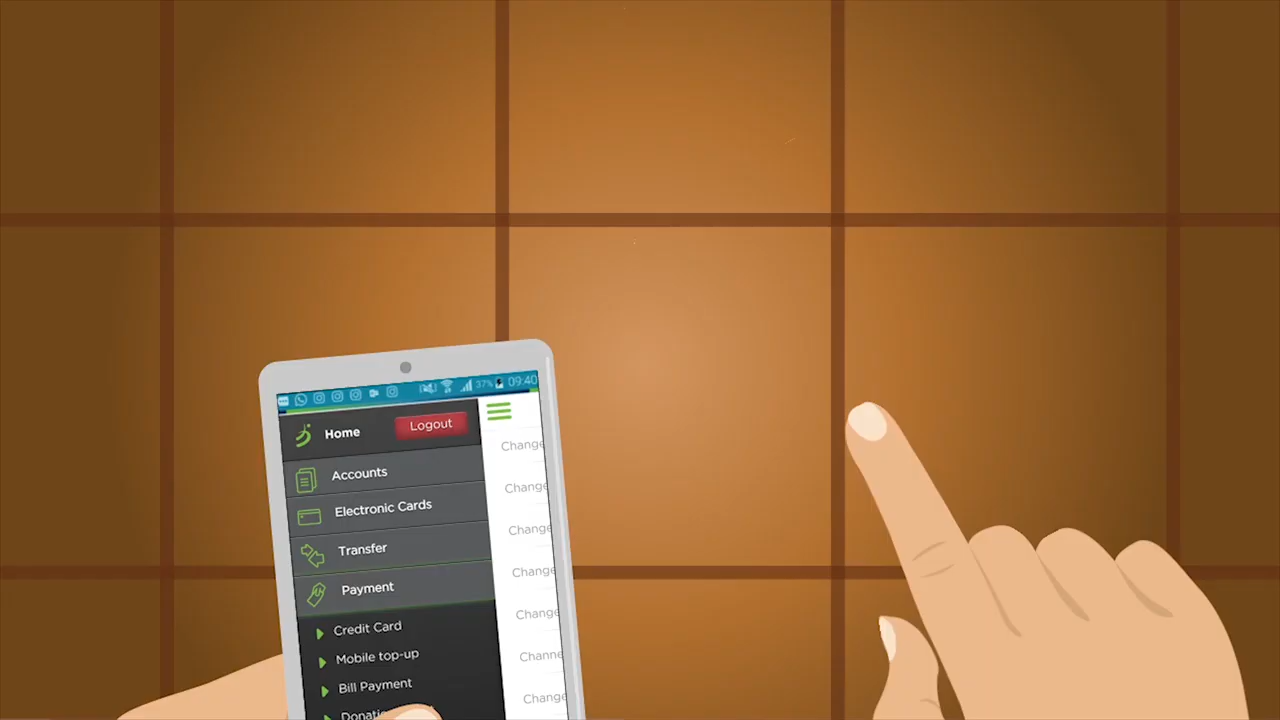 37% 09:40
Home
Logout
Accounts
Electronic Cards
Transfer
Payment
Credit Card
Mobile top-up
Bill Payment
Change
Change
Change
Change
Change
Change